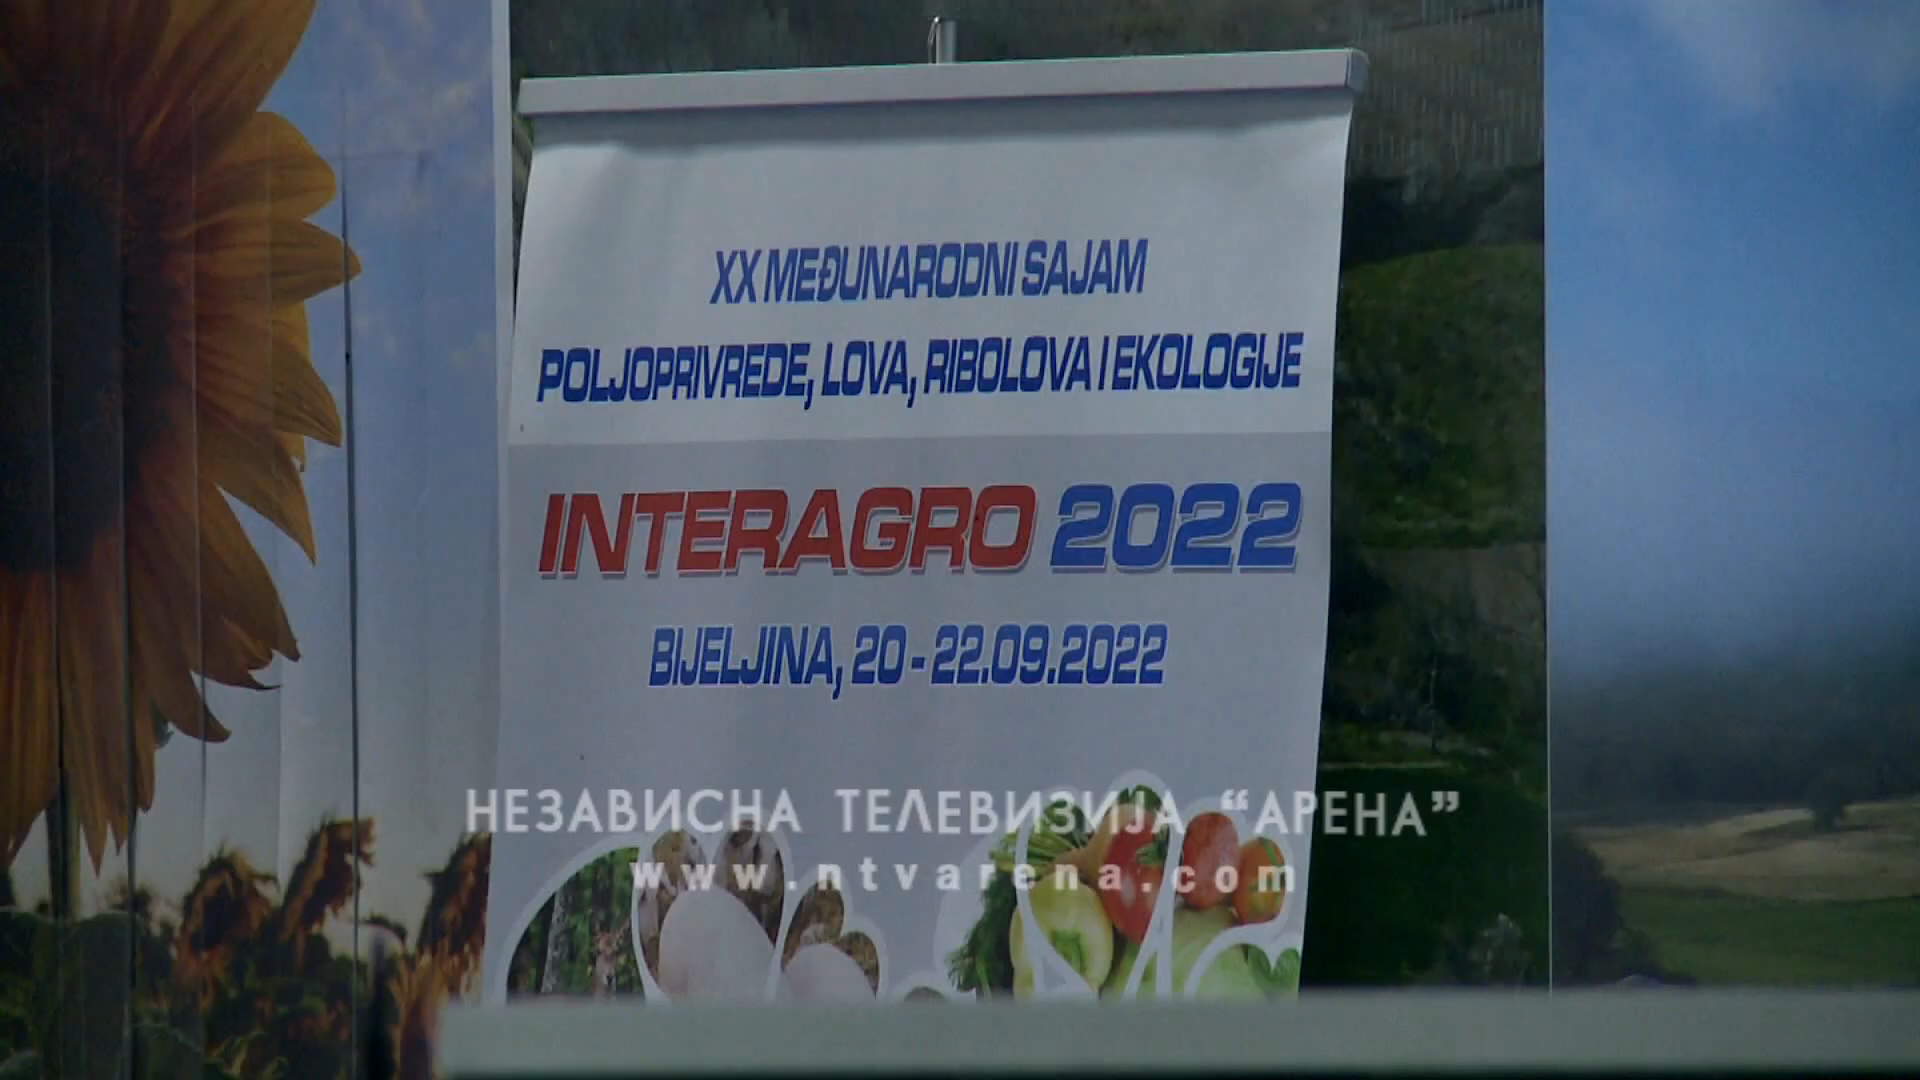 XX MEĐUNARODNI SAJAM
POLJOPRIVREDE, LOVA, RIBOLOVA I EKOLOGIJE
INTERAGRO 2022
BIJELJINA, 20 - 22.09.2022
НЕЗАВИСНА ТЕЛЕВИЗИЈА “АРЕНА”
www.ntvarena.com